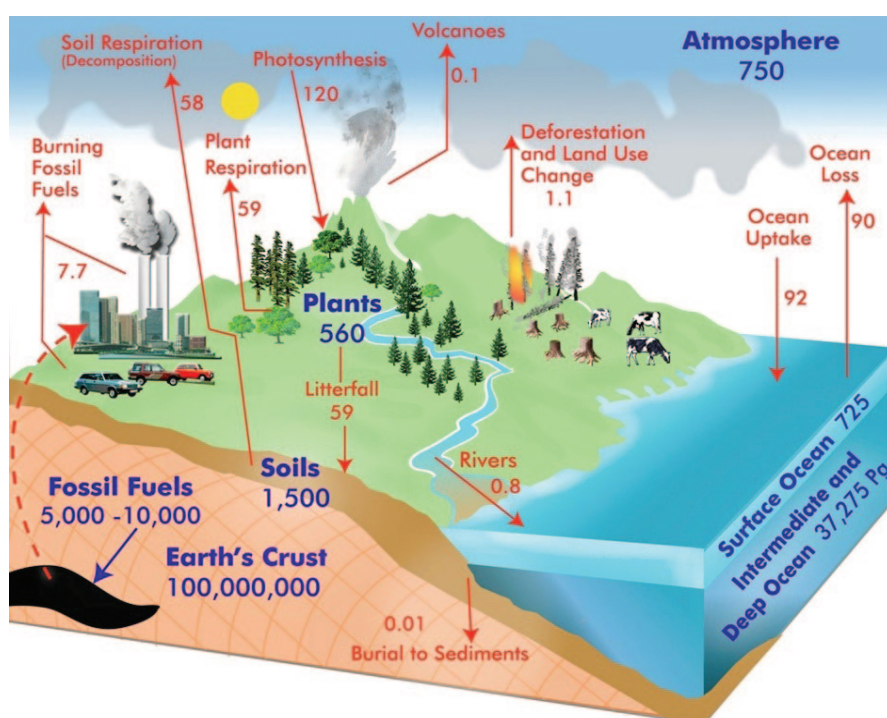 Volcanoes
0.1
Atmosphere
750
Soil Respiration
(Decomposition)
58
Photosynthesis
120
Burning
Fossil
Fuels
7.7
Plant
Respiration
59
Deforestation
and Land Use
Change
1.1
Ocean
Loss
90
Ocean
Uptake
92
Plants
560
Litterfall
59
Soils
1,500
Rivers
0.8
Fossil Fuels
5,000 -10,000
Earth's Crust
100,000,000
Surface Ocean 725
Intermediate and
Deep Ocean 37,275 Pg
0.01
Burial to Sediments